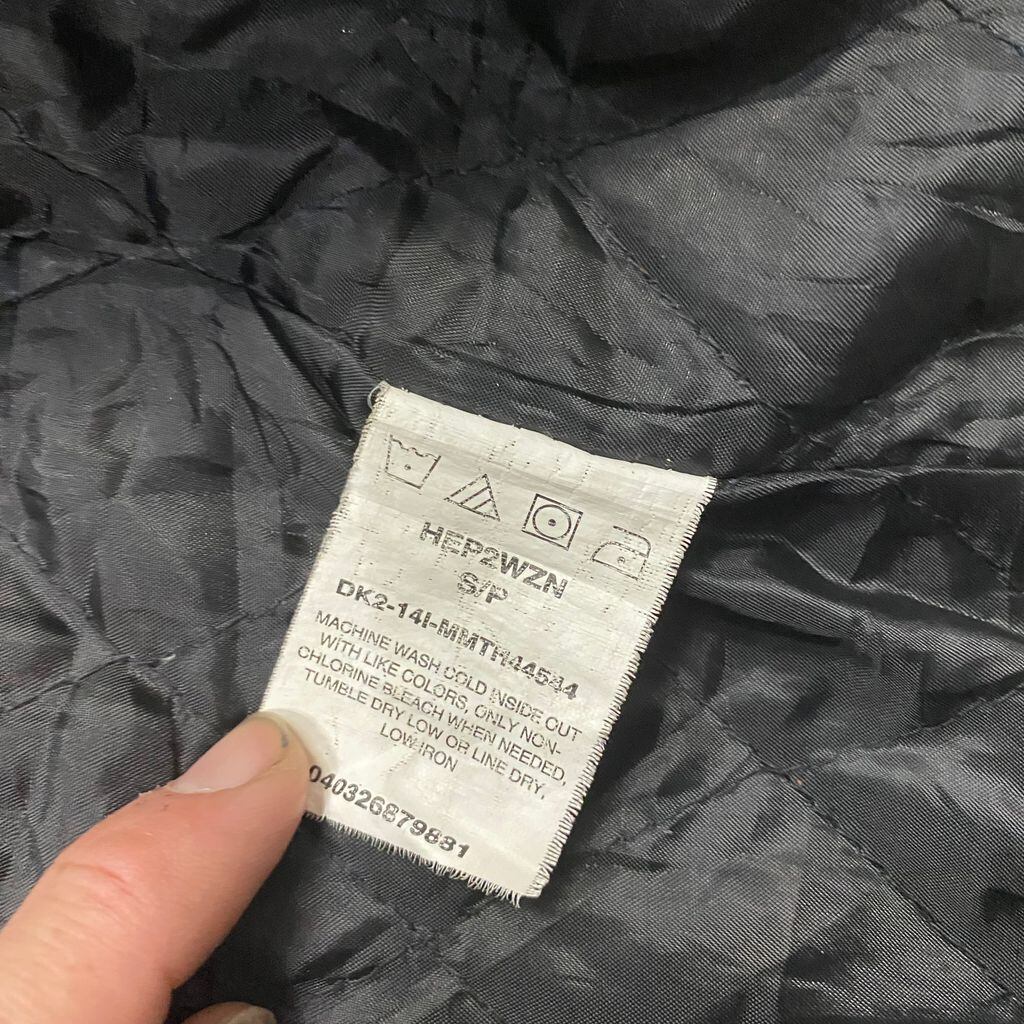 HEP2WZN
S/P
DK2-14I-MMTH44544
MACHINE WASH COLD INSIDE OUT
WITH LIKE COLORS, ONLY NON-
CHLORINE BLEACH WHEN NEEDED,
TUMBLE DRY LOW OR LINE DRY,
LOW IRON
040326879881